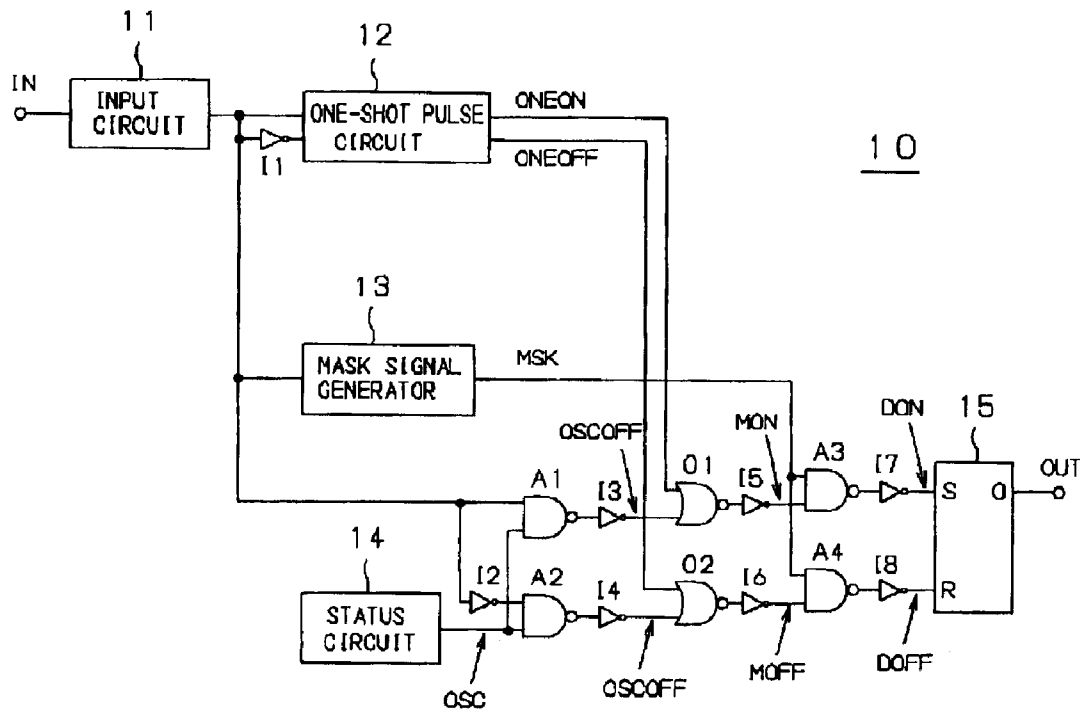 11
12
IN
INPUT
CIRCUIT
ONE-SHOT PULSE
CIRCUIT
ONEON
ONEOFF
I1
10
13
MASK SIGNAL
GENERATOR
MSK
OSCOFF
MON
DON
15
A1
I3
O1
I5
A3
I7
S
Q
OUT
14
I2
A2
I4
O2
I6
A4
I8
R
STATUS
CIRCUIT
OSC
OSCOFF
MOFF
DOFF